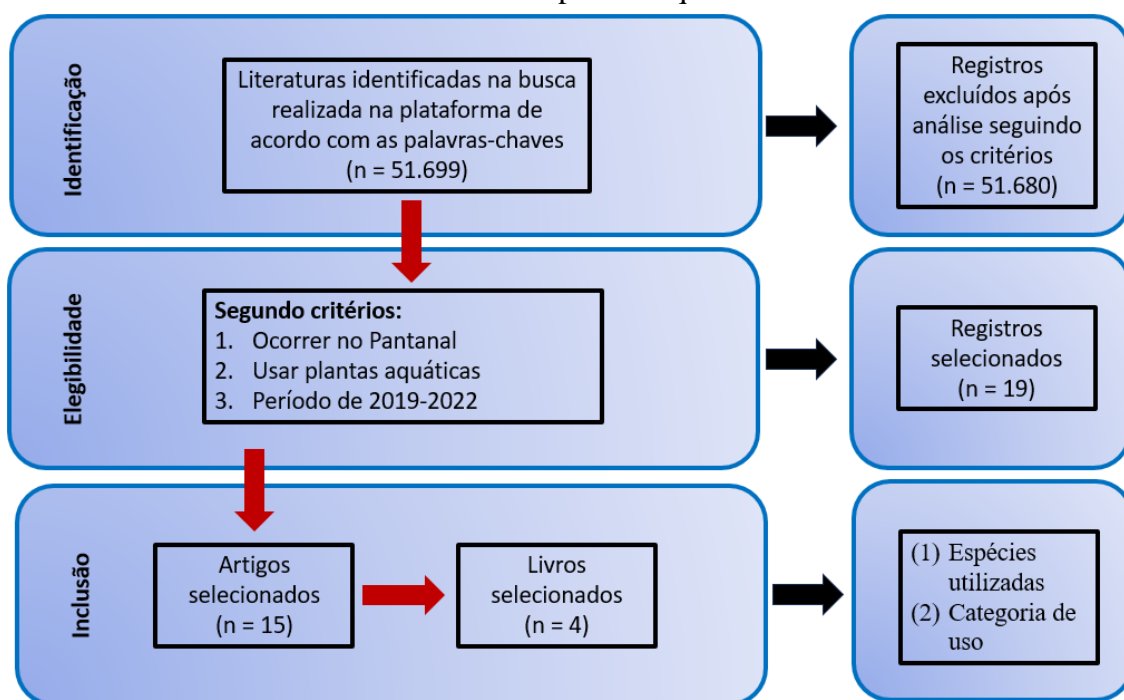 Identificação
Literaturas identificadas na busca
realizada na plataforma de
acordo com as palavras-chaves
(n = 51.699)
Registros
excluídos após
análise seguindo
os critérios
(n = 51.680)
Elegibilidade
Segundo critérios:
1. Ocorrer no Pantanal
2. Usar plantas aquáticas
3. Período de 2019-2022
Registros
selecionados
(n = 19)
Inclusão
Artigos
selecionados
(n = 15)
Livros
selecionados
(n = 4)
(1) Espécies
utilizadas
(2) Categoria de
uso